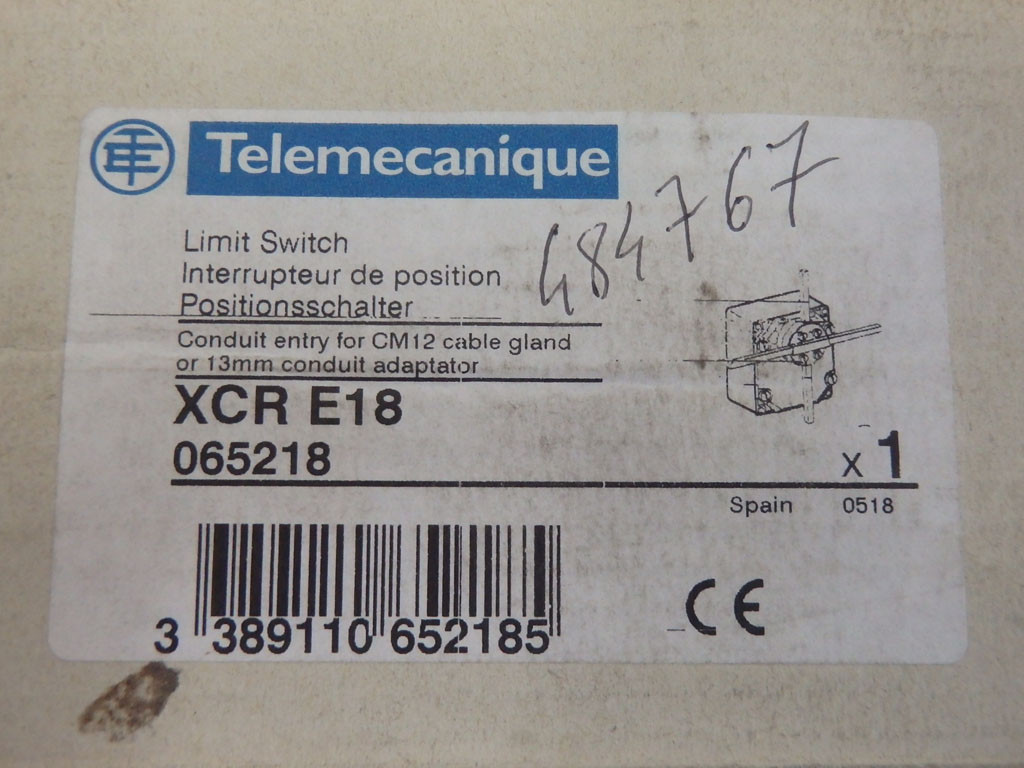 Telemecanique
484767
Limit Switch
Interrupteur de position
Positionsschalter
Conduit entry for CM12 cable gland
or 13mm conduit adaptator
XCR E18
065218
x 1
Spain 0518
3 389110 652185
CE